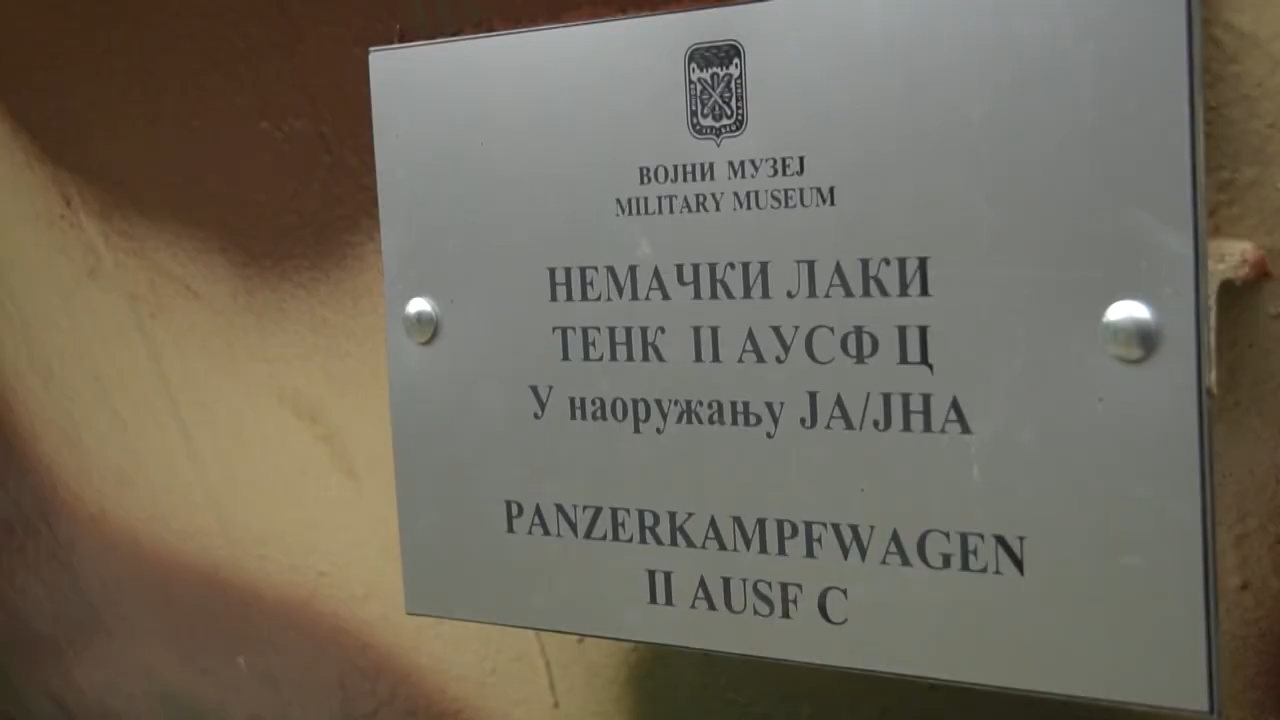 ВОЈНИ МУЗЕЈ
MILITARY MUSEUM
НЕМАЧКИ ЛАКИ
ТЕНК II АУСФ Ц
У наоружању ЈА/ЈНА
PANZERKAMPFWAGEN
II AUSF C